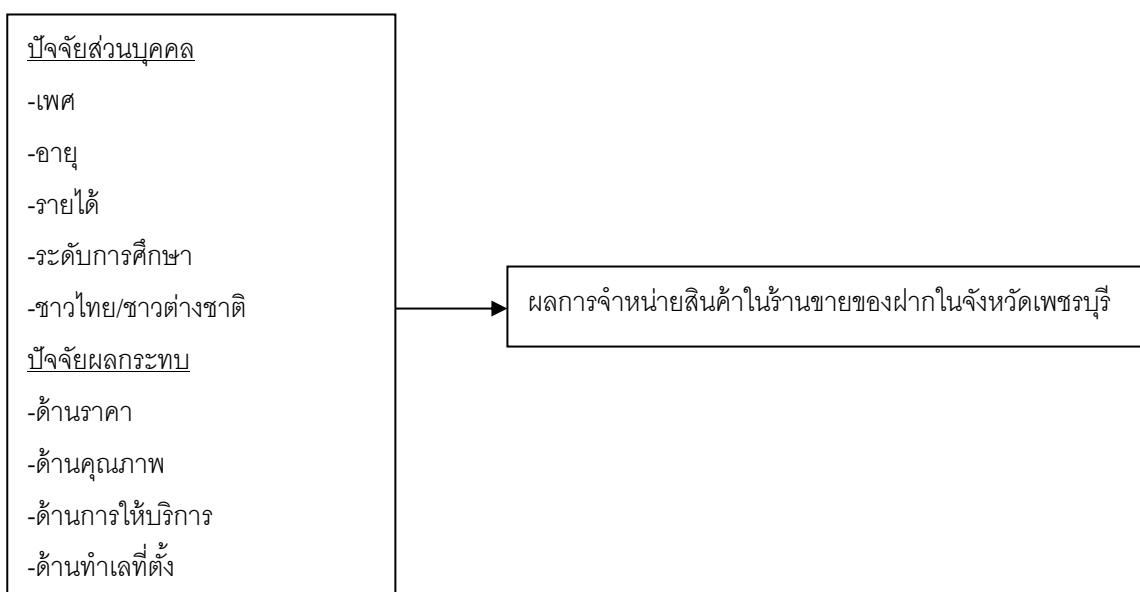 ปัจจัยส่วนบุคคล
-เพศ
-อายุ
-รายได้
-ระดับการศึกษา
-ชาวไทย/ชาวต่างชาติ
ปัจจัยผลกระทบ
-ด้านราคา
-ด้านคุณภาพ
-ด้านการให้บริการ
-ด้านทำเลที่ตั้ง
ผลการจำหน่ายสินค้าในร้านขายของฝากในจังหวัดเพชรบุรี